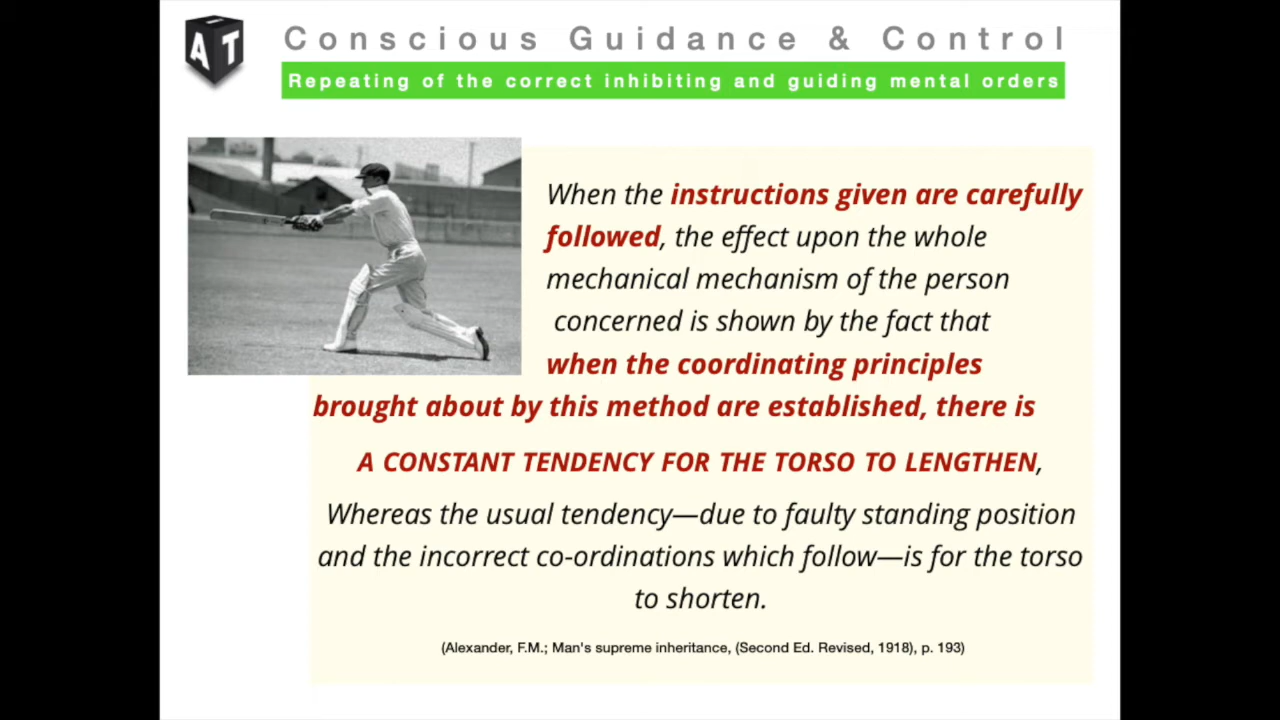 AT
Conscious Guidance & Control
Repeating of the correct inhibiting and guiding mental orders
When the instructions given are carefully
followed, the effect upon the whole
mechanical mechanism of the person
concerned is shown by the fact that
when the coordinating principles
brought about by this method are established, there is
A CONSTANT TENDENCY FOR THE TORSO TO LENGTHEN,
Whereas the usual tendency—due to faulty standing position
and the incorrect co-ordinations which follow—is for the torso
to shorten.
(Alexander, F.M.; Man's supreme inheritance, (Second Ed. Revised, 1918), p. 193)